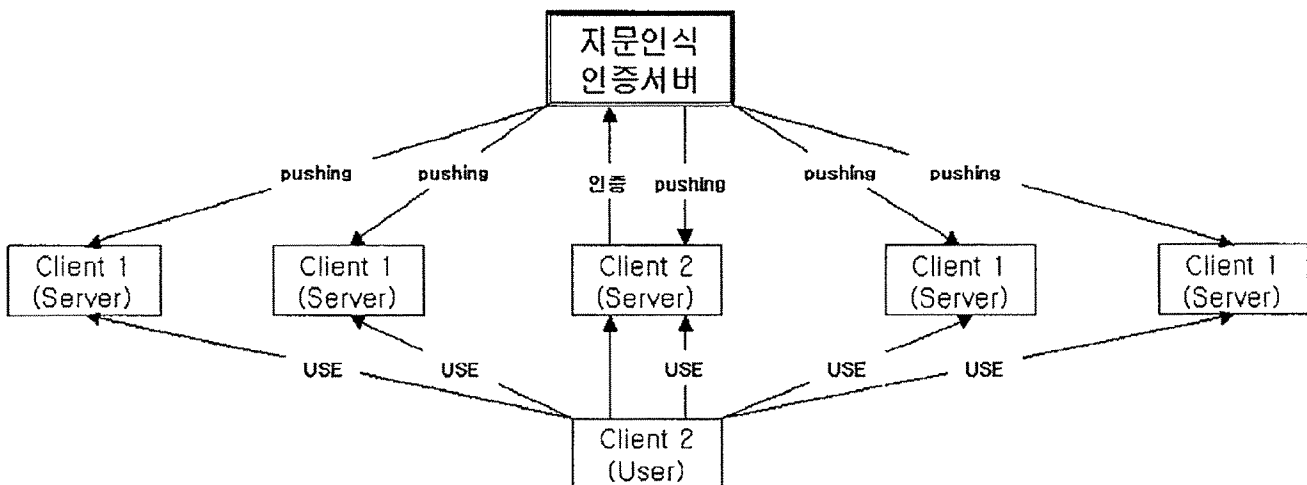 지문인식
인증서버
pushing pushing 인증 pushing pushing pushing
Client 1 Client 1 Client 2 Client 1 Client 1
(Server) (Server) (Server) (Server) (Server)
USE USE USE USE USE
Client 2
(User)